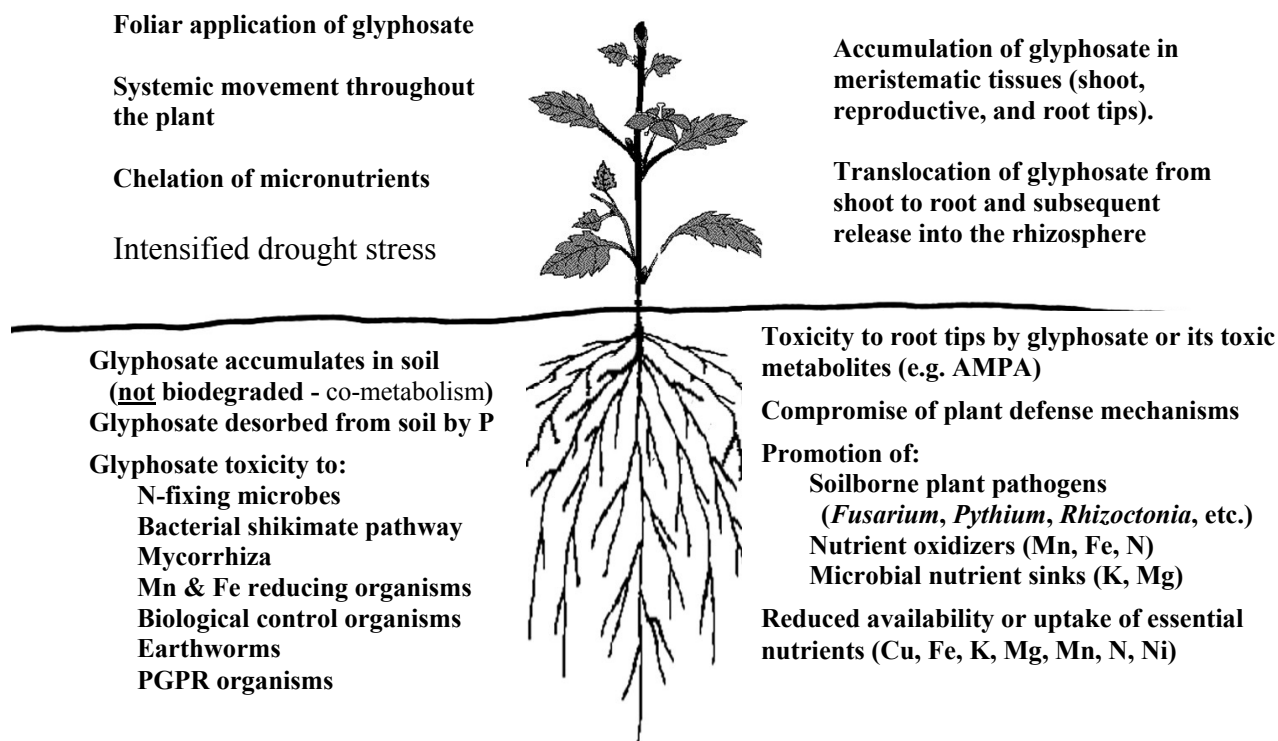 Foliar application of glyphosate
Systemic movement throughout
the plant
Chelation of micronutrients
Intensified drought stress
Accumulation of glyphosate in
meristematic tissues (shoot,
reproductive, and root tips).
Translocation of glyphosate from
shoot to root and subsequent
release into the rhizosphere
Glyphosate accumulates in soil
(not biodegraded - co-metabolism)
Glyphosate desorbed from soil by P
Glyphosate toxicity to:
N-fixing microbes
Bacterial shikimate pathway
Mycorrhiza
Mn & Fe reducing organisms
Biological control organisms
Earthworms
PGPR organisms
Toxicity to root tips by glyphosate or its toxic
metabolites (e.g. AMPA)
Compromise of plant defense mechanisms
Promotion of:
Soilborne plant pathogens
(Fusarium, Pythium, Rhizoctonia, etc.)
Nutrient oxidizers (Mn, Fe, N)
Microbial nutrient sinks (K, Mg)
Reduced availability or uptake of essential
nutrients (Cu, Fe, K, Mg, Mn, N, Ni)